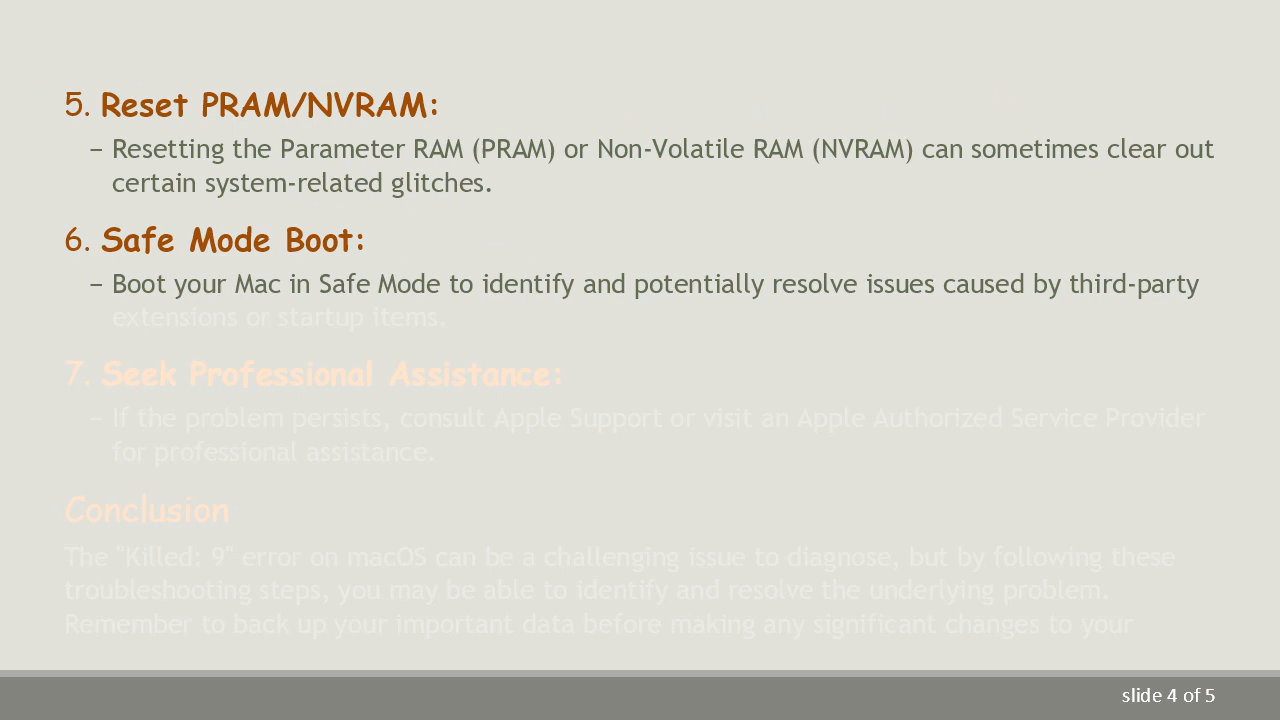 5. Reset PRAM/NVRAM:
– Resetting the Parameter RAM (PRAM) or Non-Volatile RAM (NVRAM) can sometimes clear out
certain system-related glitches.
6. Safe Mode Boot:
– Boot your Mac in Safe Mode to identify and potentially resolve issues caused by third-party
extensions or startup items.
7. Seek Professional Assistance:
– If the problem persists, consult Apple Support or visit an Apple Authorized Service Provider
for professional assistance.
Conclusion
The "Killed: 9" error on macOS can be a challenging issue to diagnose, but by following these
troubleshooting steps, you may be able to identify and resolve the underlying problem.
Remember to back up your important data before making any significant changes to your
slide 4 of 5